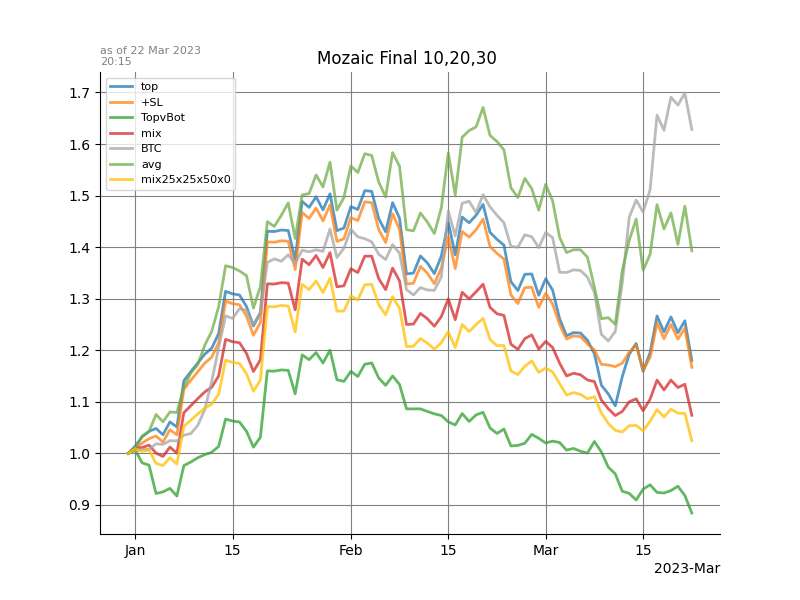 as of 22 Mar 2023
20:15
Mozaic Final 10,20,30
top
+SL
TopvBot
mix
BTC
avg
mix25x25x50x0
1.7
1.6
1.5
1.4
1.3
1.2
1.1
1.0
0.9
Jan
15
Feb
15
Mar
15
2023-Mar